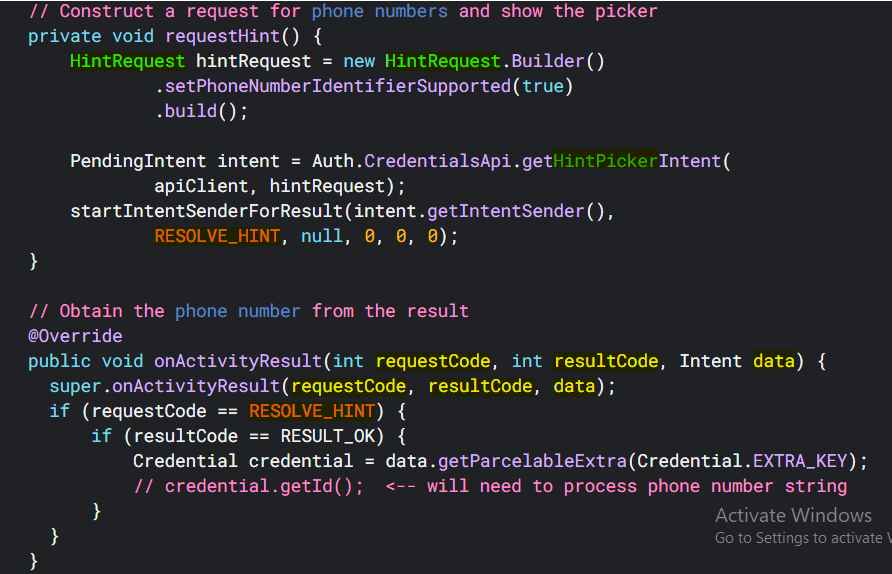 // Construct a request for phone numbers and show the picker
private void requestHint() {
    HintRequest hintRequest = new HintRequest.Builder()
            .setPhoneNumberIdentifierSupported(true)
            .build();

    PendingIntent intent = Auth.CredentialsApi.getHintPickerIntent(
            apiClient, hintRequest);
    startIntentSenderForResult(intent.getIntentSender(),
            RESOLVE_HINT, null, 0, 0, 0);
}

// Obtain the phone number from the result
@Override
public void onActivityResult(int requestCode, int resultCode, Intent data) {
  super.onActivityResult(requestCode, resultCode, data);
  if (requestCode == RESOLVE_HINT) {
      if (resultCode == RESULT_OK) {
          Credential credential = data.getParcelableExtra(Credential.EXTRA_KEY);
          // credential.getId();  <-- will need to process phone number string
      }
  }
}
Activate Windows
Go to Settings to activate